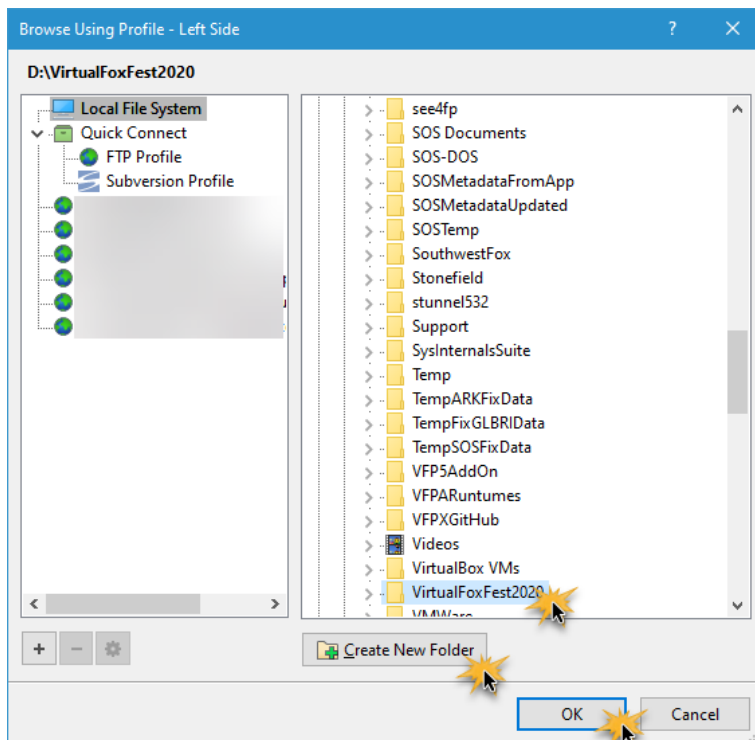 Browse Using Profile - Left Side
D:\VirtualFoxFest2020
Local File System
Quick Connect
FTP Profile
Subversion Profile
see4fp
SOS Documents
SOS-DOS
SOSMetadataFromApp
SOSMetadataUpdated
SOSTemp
SouthwestFox
Stonefield
stunnel532
Support
SysInternalsSuite
Temp
TempARKFixData
TempFixGLBRIData
TempSOSFixData
VFP5AddOn
VFPARuntumes
VFPXGitHub
Videos
VirtualBox VMs
VirtualFoxFest2020
VMWare
Create New Folder
OK
Cancel